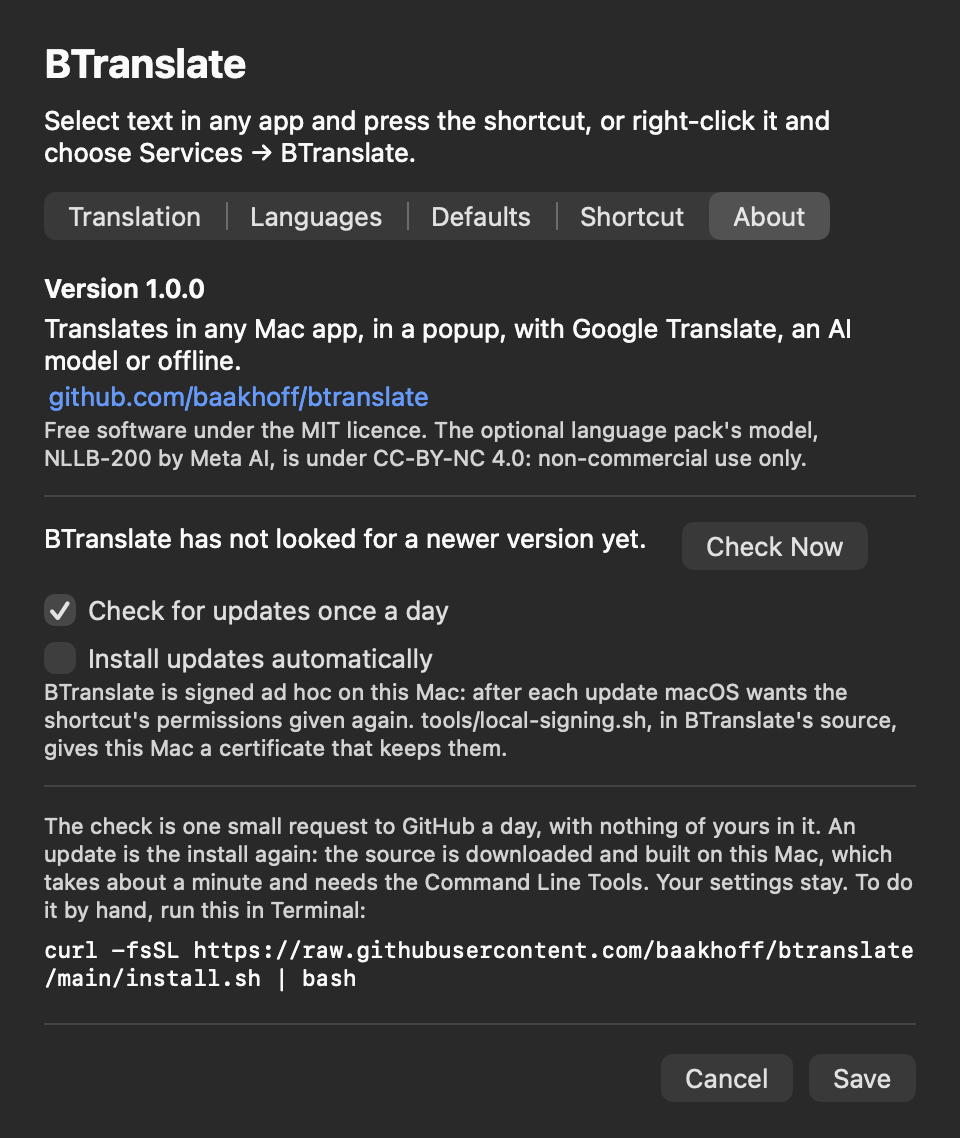 BTranslate
Select text in any app and press the shortcut, or right-click it and
choose Services → BTranslate.
Translation
Languages
Defaults
Shortcut
About
Version 1.0.0
Translates in any Mac app, in a popup, with Google Translate, an AI
model or offline.
github.com/baakhoff/btranslate
Free software under the MIT licence. The optional language pack's model,
NLLB-200 by Meta AI, is under CC-BY-NC 4.0: non-commercial use only.
BTranslate has not looked for a newer version yet.
Check Now
Check for updates once a day
Install updates automatically
BTranslate is signed ad hoc on this Mac: after each update macOS wants the
shortcut's permissions given again. tools/local-signing.sh, in BTranslate's source,
gives this Mac a certificate that keeps them.
The check is one small request to GitHub a day, with nothing of yours in it. An
update is the install again: the source is downloaded and built on this Mac, which
takes about a minute and needs the Command Line Tools. Your settings stay. To do
it by hand, run this in Terminal:
curl -fsSL https://raw.githubusercontent.com/baakhoff/btranslate
/main/install.sh | bash
Cancel
Save